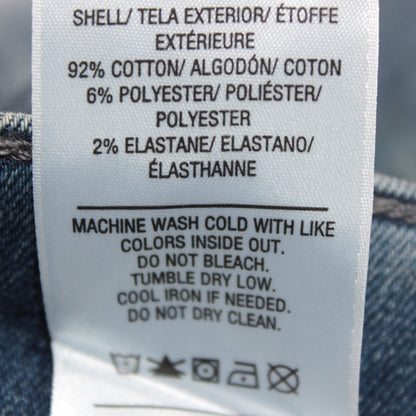 SHELL/ TELA EXTERIOR/ ÉTOFFE
EXTÉRIEURE
92% COTTON/ ALGODÓN/ COTON
6% POLYESTER/ POLIÉSTER/
POLYESTER
2% ELASTANE/ ELASTANO/
ÉLASTHANNE
MACHINE WASH COLD WITH LIKE
COLORS INSIDE OUT.
DO NOT BLEACH.
TUMBLE DRY LOW.
COOL IRON IF NEEDED.
DO NOT DRY CLEAN.